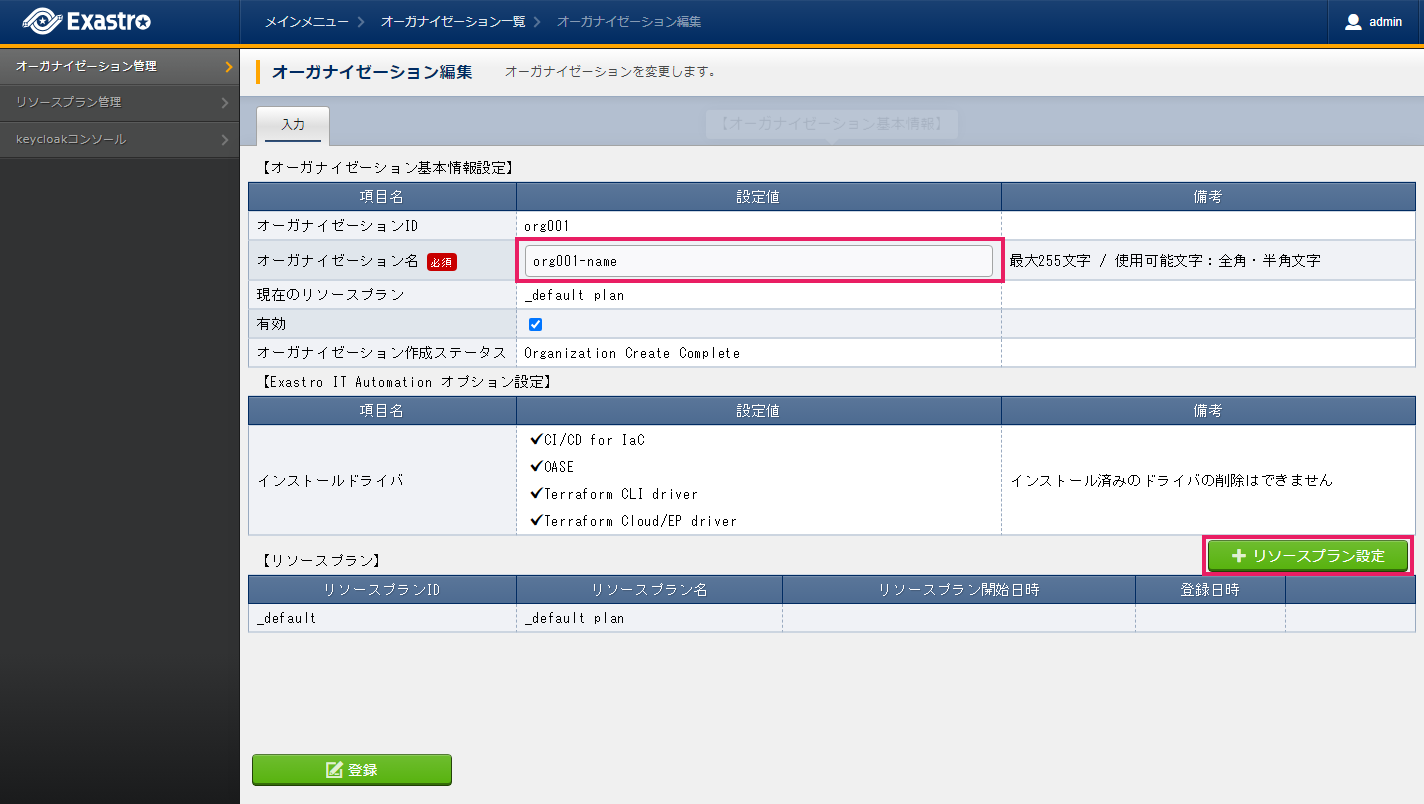 Exastro
メインメニュー オーガナイゼーション一覧 オーガナイゼーション編集
admin
オーガナイゼーション管理
リソースプラン管理
keycloakコンソール
オーガナイゼーション編集 オーガナイゼーションを変更します。
入力
【オーガナイゼーション基本情報】
【オーガナイゼーション基本情報設定】
項目名 設定値 備考
オーガナイゼーションID org001
オーガナイゼーション名 必須 org001-name 最大255文字 / 使用可能文字：全角・半角文字
現在のリソースプラン _default plan
有効
オーガナイゼーション作成ステータス Organization Create Complete
【Exastro IT Automation オプション設定】
項目名 設定値 備考
インストールドライバ
✔CI/CD for IaC
✔OASE
✔Terraform CLI driver
✔Terraform Cloud/EP driver
インストール済みのドライバの削除はできません
【リソースプラン】
リソースプラン設定
リソースプランID リソースプラン名 リソースプラン開始日時 登録日時
_default _default plan
登録